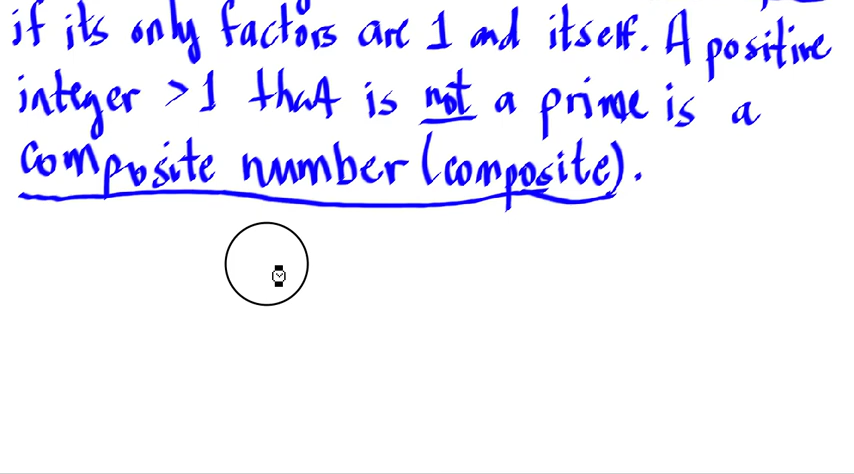 if its only factors are 1 and itself. A positive
integer >1 that is not a prime is a
composite number (composite).